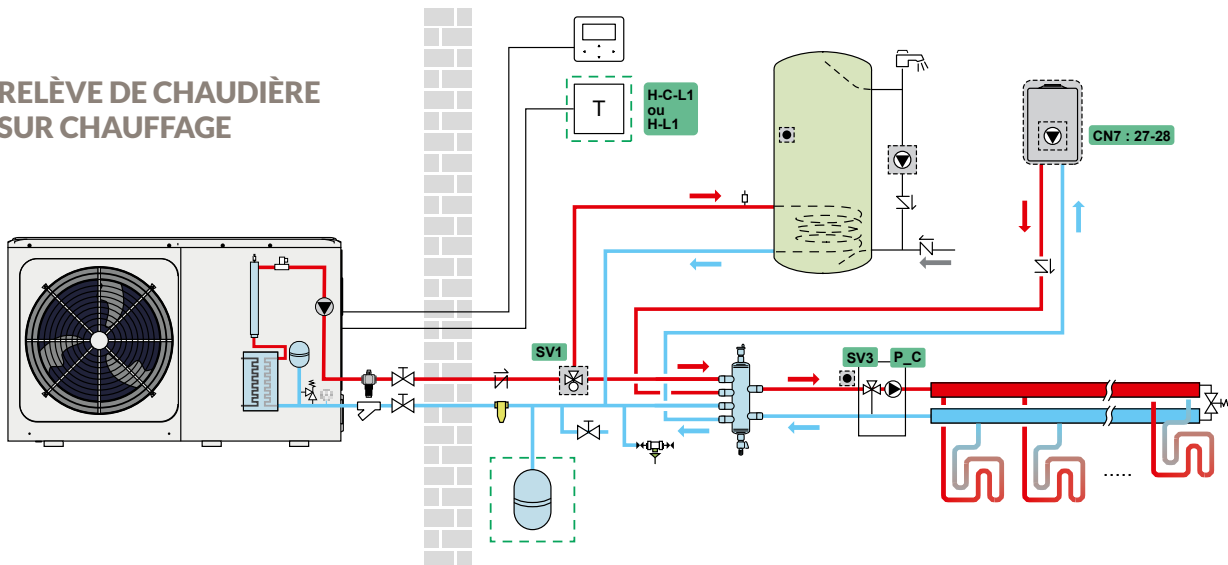 RELÈVE DE CHAUDIÈRE
SUR CHAUFFAGE
T
H-C-L1
ou
H-L1
CN7 : 27-28
SV1
SV3
P_C
.....
M